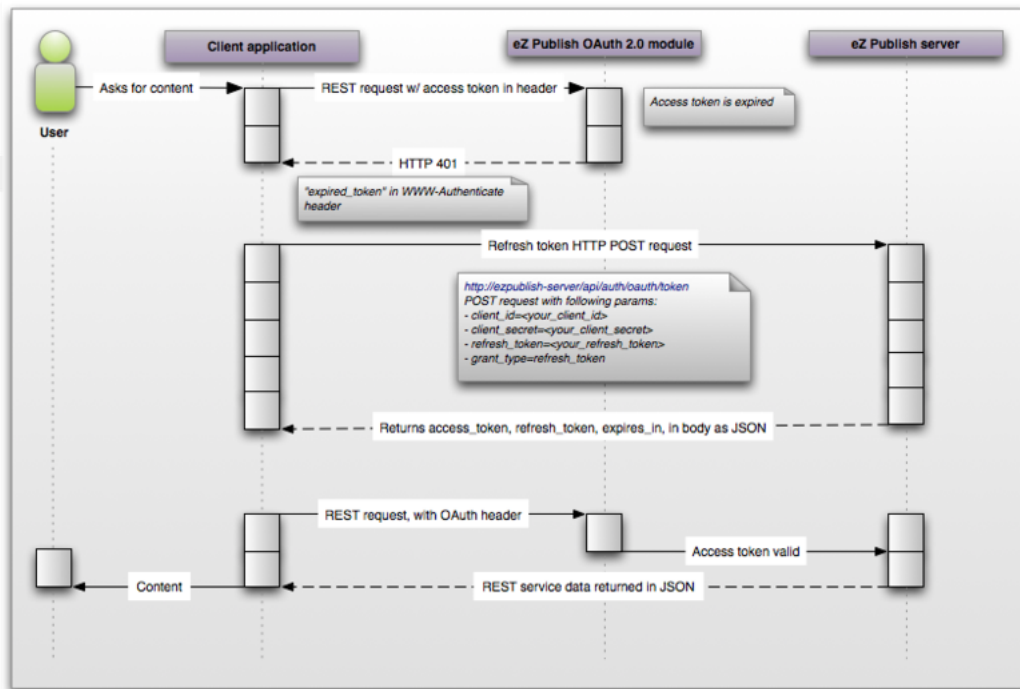 Client application
eZ Publish OAuth 2.0 module
eZ Publish server
User
Asks for content
REST request w/ access token in header
Access token is expired
HTTP 401
"expired_token" in WWW-Authenticate
header
Refresh token HTTP POST request
http://ezpublish-server/api/auth/oauth/token
POST request with following params:
- client_id=<your_client_id>
- client_secret=<your_client_secret>
- refresh_token=<your_refresh_token>
- grant_type=refresh_token
Returns access_token, refresh_token, expires_in, in body as JSON
REST request, with OAuth header
Access token valid
REST service data returned in JSON
Content